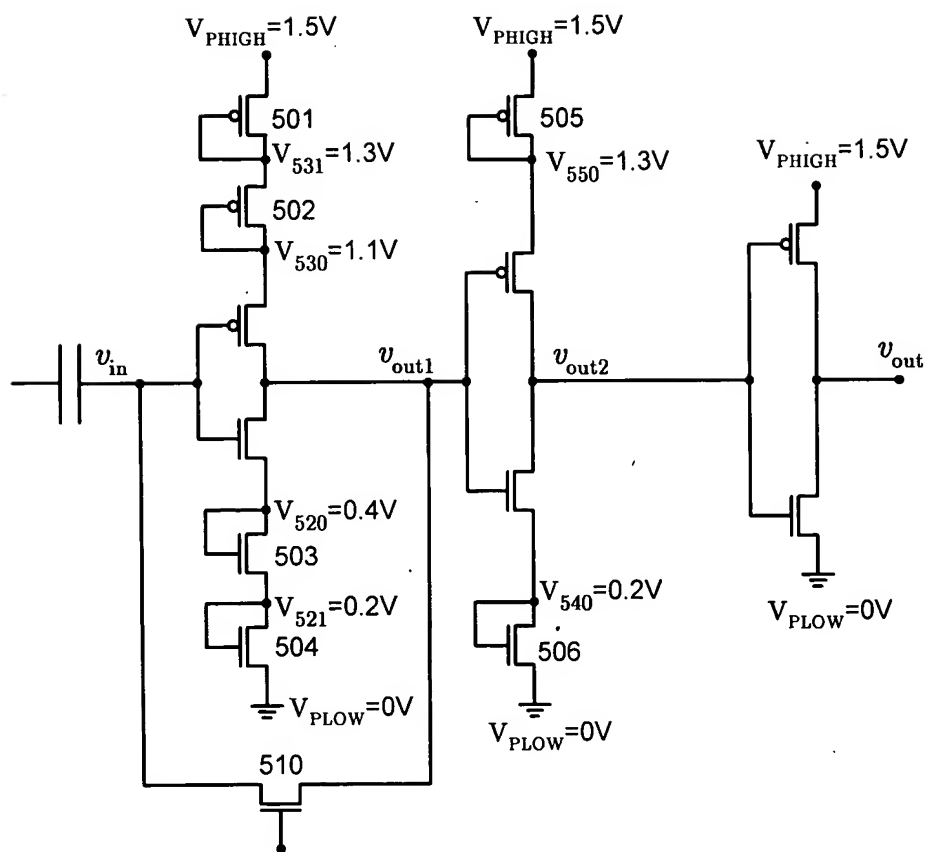 V_PHIGH=1.5V
V_PHIGH=1.5V
501
505
V_531=1.3V
V_550=1.3V
V_PHIGH=1.5V
502
V_530=1.1V
v_in
v_out1
v_out2
v_out
V_520=0.4V
503
V_521=0.2V
V_540=0.2V
504
506
V_PLOW=0V
V_PLOW=0V
V_PLOW=0V
510